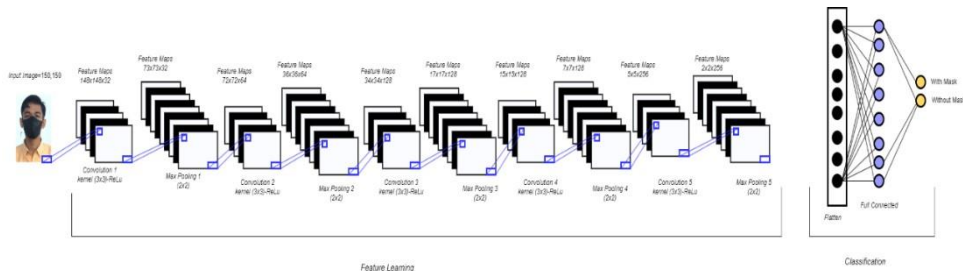 Input Image=150,150
Feature Maps
148x148x32
Feature Maps
73x73x32
Feature Maps
72x72x64
Feature Maps
36x36x64
Feature Maps
34x34x128
Feature Maps
17x17x128
Feature Maps
15x15x128
Feature Maps
7x7x128
Feature Maps
5x5x256
Feature Maps
2x2x256
Convolution 1
kernel (3x3)-ReLu
Max Pooling 1
(2x2)
Convolution 2
kernel (3x3)-ReLu
Max Pooling 2
(2x2)
Convolution 3
kernel (3x3)-ReLu
Max Pooling 3
(2x2)
Convolution 4
kernel (3x3)-ReLu
Max Pooling 4
(2x2)
Convolution 5
kernel (3x3)-ReLu
Max Pooling 5
(2x2)
Feature Learning
Flatten
Full Connected
With Mask
Without Mas
Classification